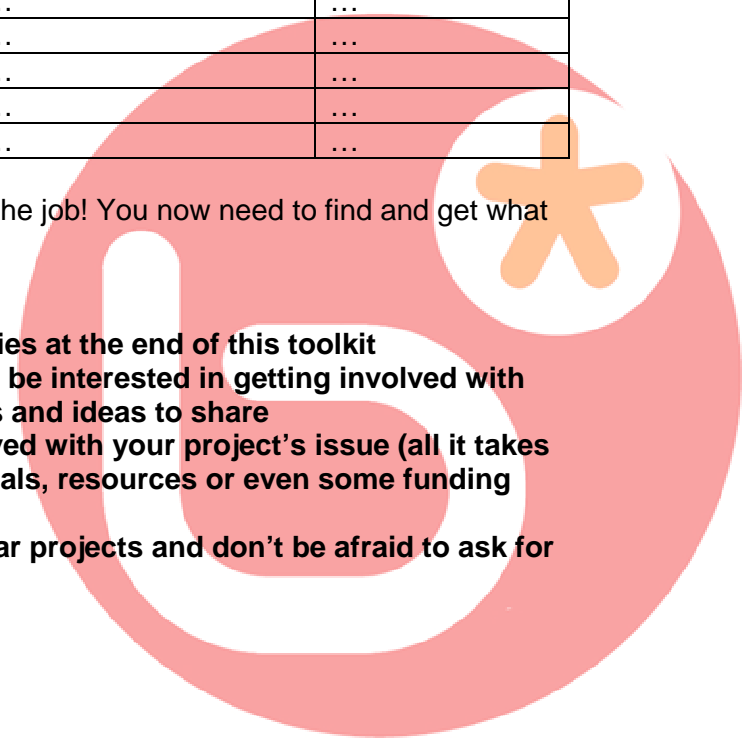 ... ...
... ...
... ...
... ...
... ...
he job! You now need to find and get what
ies at the end of this toolkit
be interested in getting involved with
s and ideas to share
ved with your project's issue (all it takes
als, resources or even some funding
ar projects and don't be afraid to ask for
b*